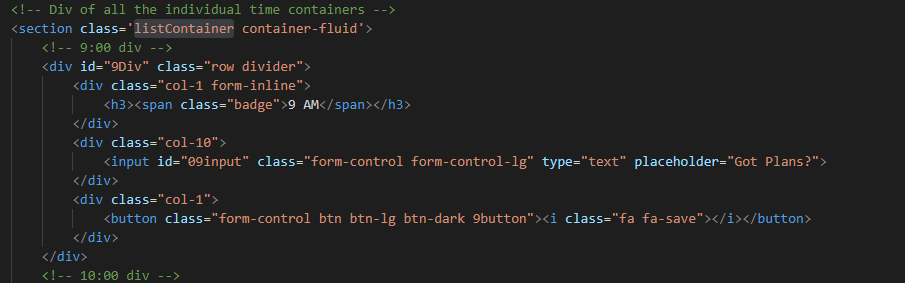 <!-- Div of all the individual time containers -->
<section class='listContainer container-fluid'>
<!-- 9:00 div -->
<div id="9Div" class="row divider">
<div class="col-1 form-inline">
<h3><span class="badge">9 AM</span></h3>
</div>
<div class="col-10">
<input id="09input" class="form-control form-control-lg" type="text" placeholder="Got Plans?">
</div>
<div class="col-1">
<button class="form-control btn btn-lg btn-dark 9button"><i class="fa fa-save"></i></button>
</div>
</div>
<!-- 10:00 div -->